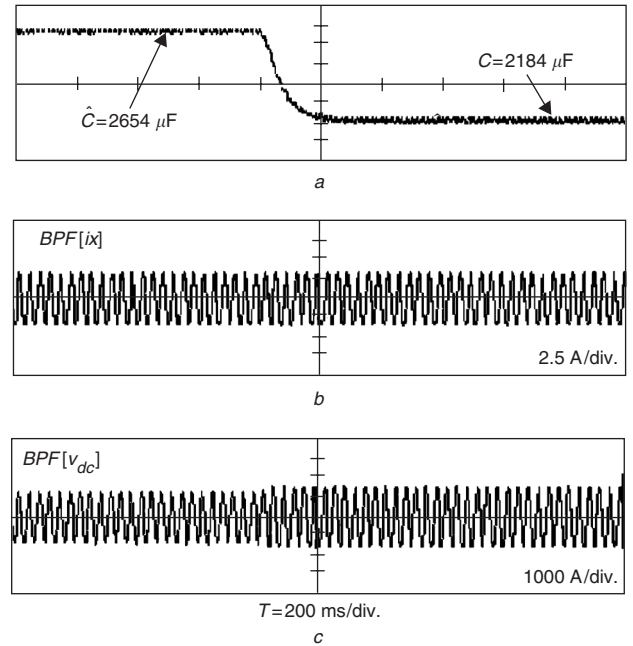 Ĉ=2654 μF
C=2184 μF
a
BPF[ix]
2.5 A/div.
b
BPF[v_dc]
1000 A/div.
T=200 ms/div.
c